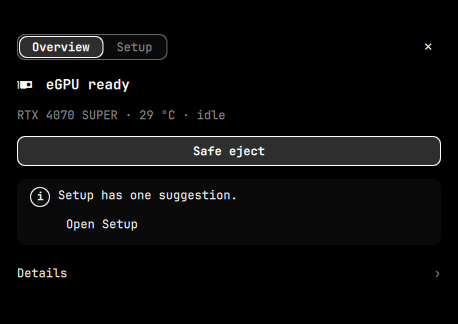 Overview Setup ×
eGPU ready
RTX 4070 SUPER · 29 °C · idle
Safe eject
i Setup has one suggestion.
Open Setup
Details ›